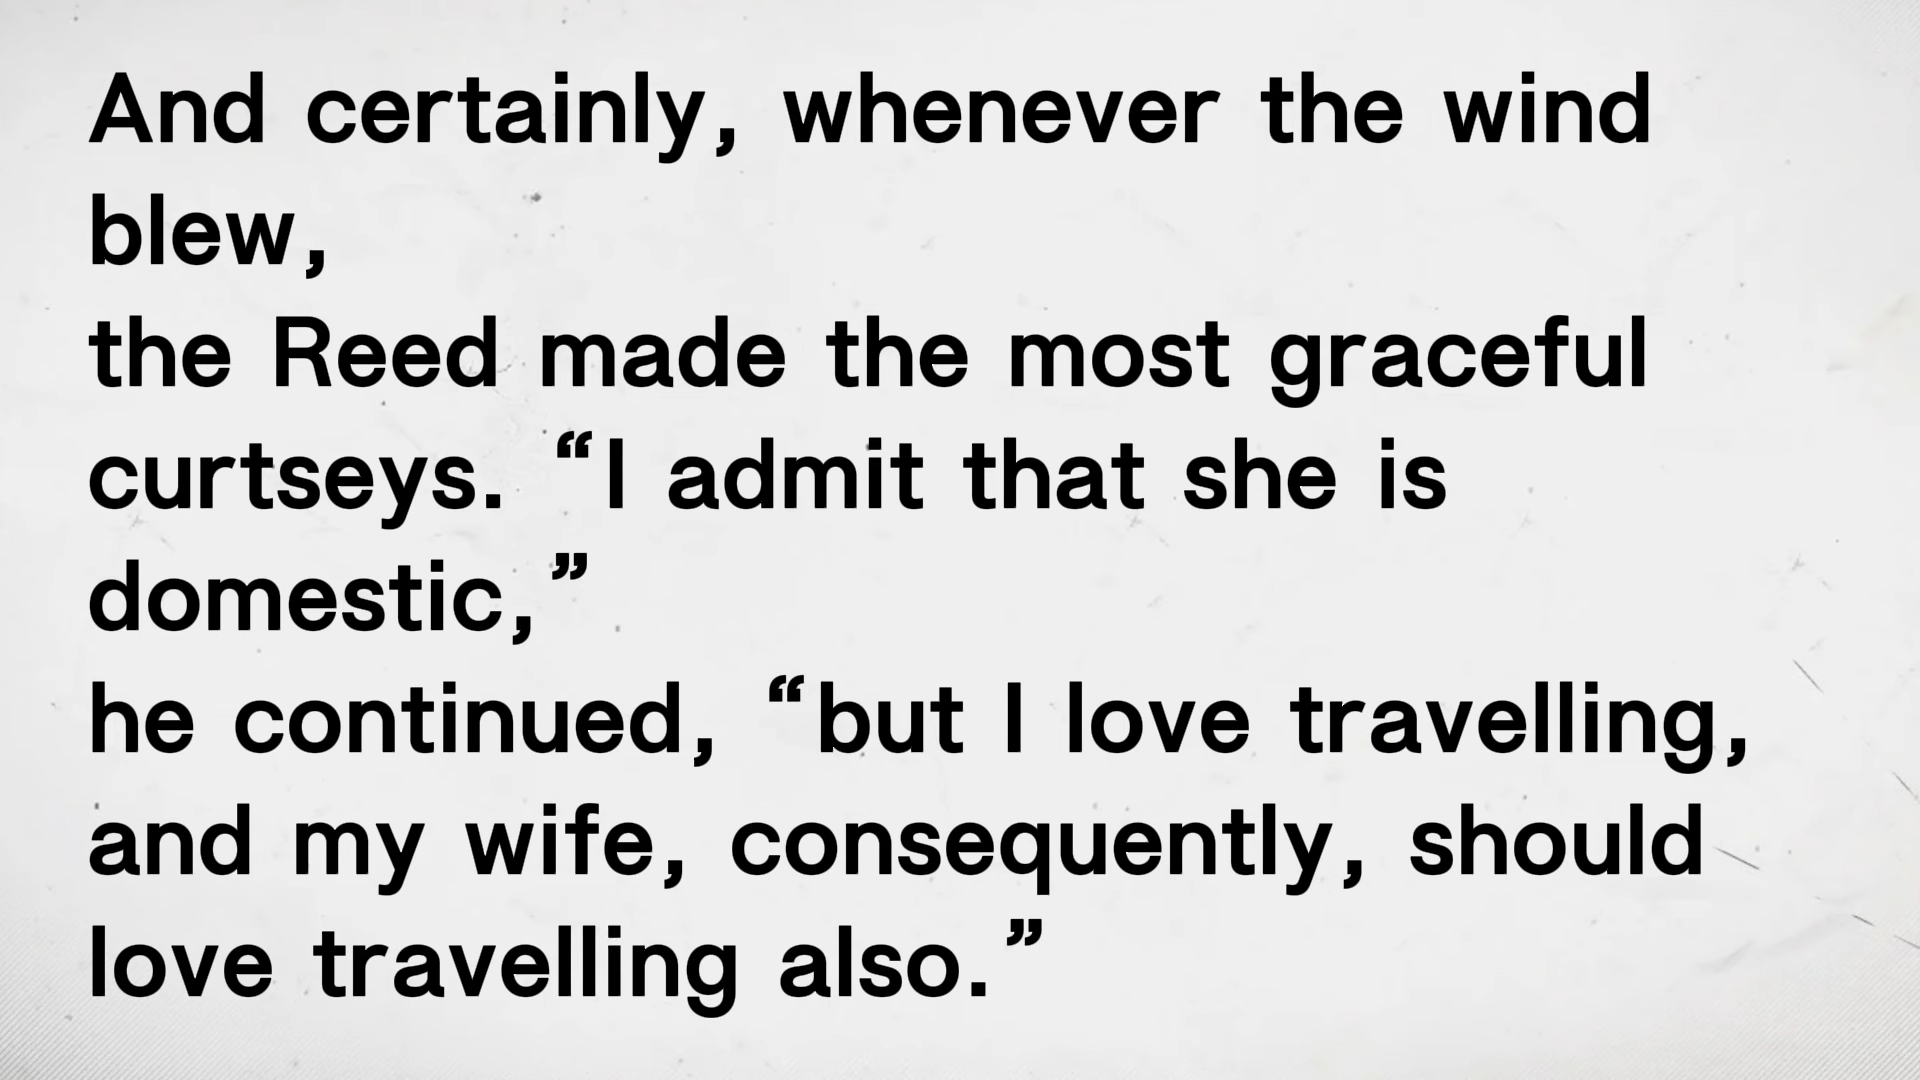 And certainly, whenever the wind
blew,
the Reed made the most graceful
curtseys. “I admit that she is
domestic,”
he continued, “but I love travelling,
and my wife, consequently, should
love travelling also.”